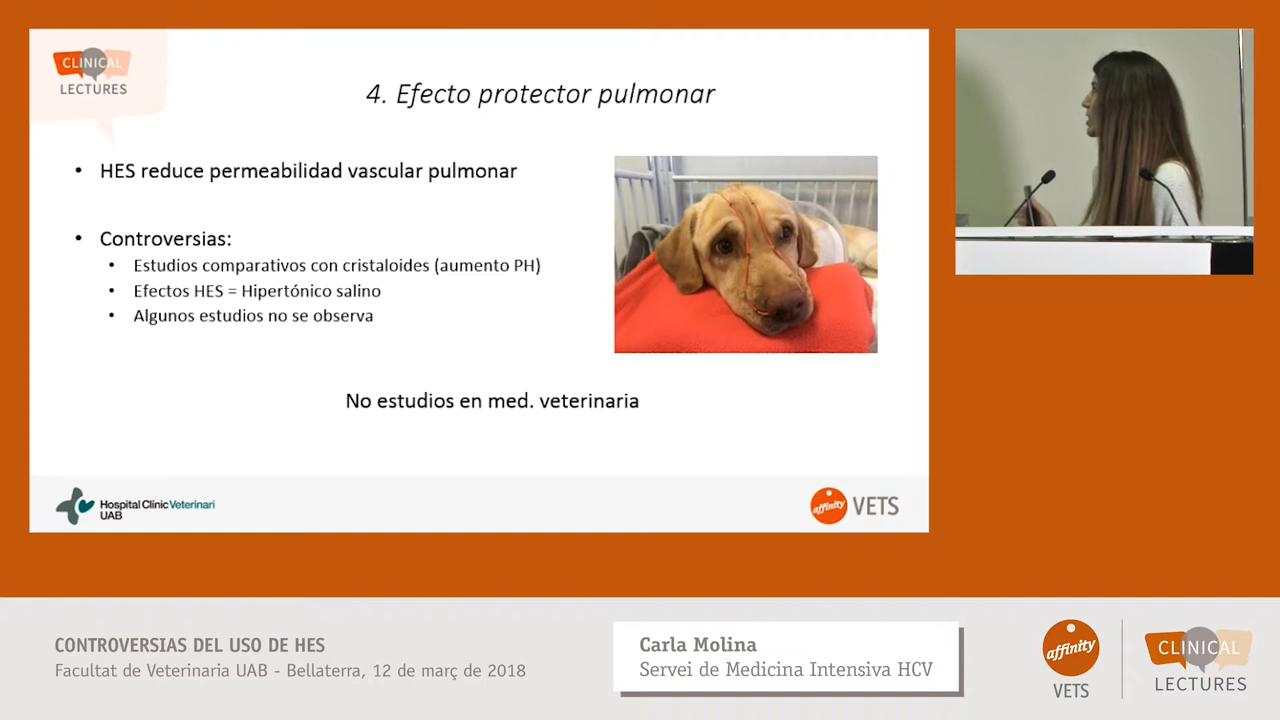 CLINICAL
LECTURES
4. Efecto protector pulmonar
• HES reduce permeabilidad vascular pulmonar
• Controversias:
• Estudios comparativos con cristaloides (aumento PH)
• Efectos HES = Hipertónico salino
• Algunos estudios no se observa
No estudios en med. veterinaria
Hospital Clínic Veterinari
UAB
affinity VETS
CONTROVERSIAS DEL USO DE HES
Facultat de Veterinaria UAB - Bellaterra, 12 de març de 2018
Carla Molina
Servei de Medicina Intensiva HCV
affinity
VETS
CLINICAL
LECTURES